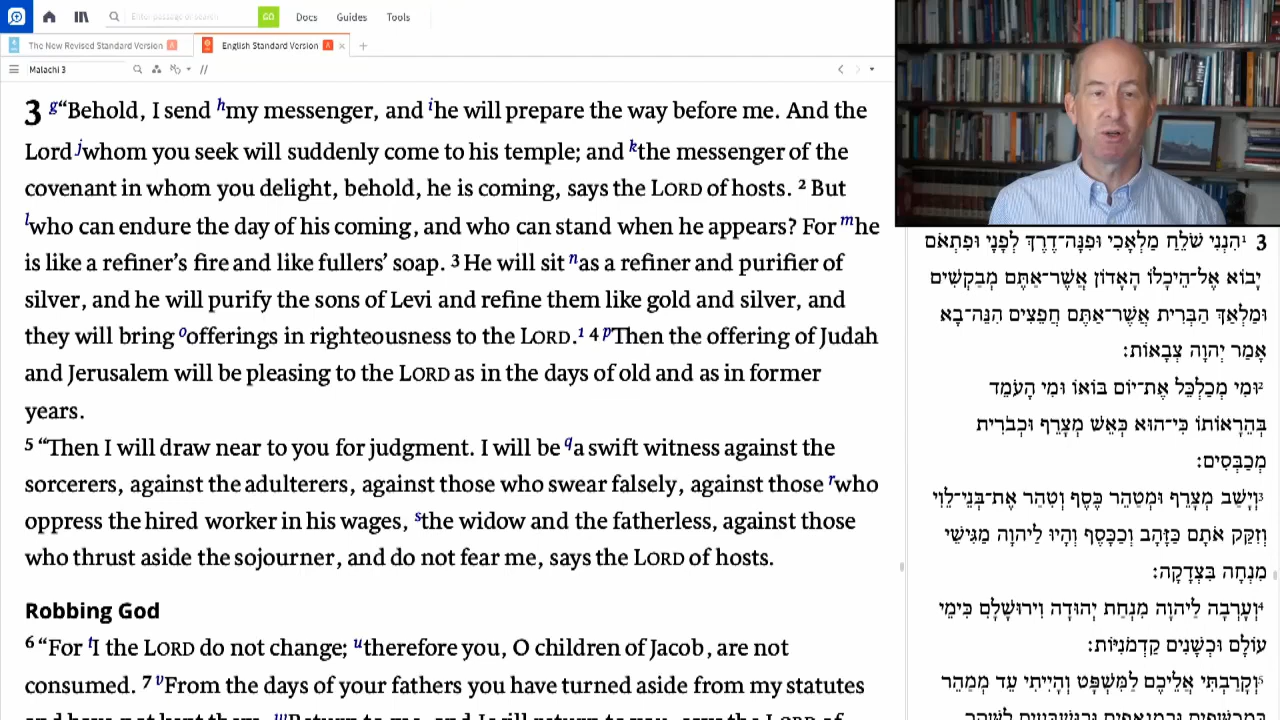 Enter passage or search
GO
Docs
Guides
Tools
The New Revised Standard Version A
English Standard Version A
Malachi 3
3 g“Behold, I send hmy messenger, and ihe will prepare the way before me. And the
Lord jwhom you seek will suddenly come to his temple; and kthe messenger of the
covenant in whom you delight, behold, he is coming, says the LORD of hosts. 2 But
lwho can endure the day of his coming, and who can stand when he appears? For mhe
is like a refiner’s fire and like fullers’ soap. 3 He will sit nas a refiner and purifier of
silver, and he will purify the sons of Levi and refine them like gold and silver, and
they will bring oofferings in righteousness to the LORD.1 4 pThen the offering of Judah
and Jerusalem will be pleasing to the LORD as in the days of old and as in former
years.
5 “Then I will draw near to you for judgment. I will be qa swift witness against the
sorcerers, against the adulterers, against those who swear falsely, against those rwho
oppress the hired worker in his wages, sthe widow and the fatherless, against those
who thrust aside the sojourner, and do not fear me, says the LORD of hosts.
Robbing God
6 “For tI the LORD do not change; utherefore you, O children of Jacob, are not
consumed. 7 vFrom the days of your fathers you have turned aside from my statutes
3 1הִנְנִי שֹׁלֵחַ מַלְאָכִי וּפִנָּה־דֶרֶךְ לְפָנָי וּפִתְאֹם
יָבוֹא אֶל־הֵיכָלוֹ הָאָדוֹן אֲשֶׁר־אַתֶּם מְבַקְשִׁים
וּמַלְאַךְ הַבְּרִית אֲשֶׁר־אַתֶּם חֲפֵצִים הִנֵּה־בָא
אָמַר יְהוָה צְבָאוֹת׃
2וּמִי מְכַלְכֵּל אֶת־יוֹם בּוֹאוֹ וּמִי הָעֹמֵד
בְּהֵרָאוֹתוֹ כִּי־הוּא כְּאֵשׁ מְצָרֵף וּכְבֹרִית
מְכַבְּסִים׃
3וְיָשַׁב מְצָרֵף וּמְטַהֵר כֶּסֶף וְטִהַר אֶת־בְּנֵי־לֵוִי
וְזִקַּק אֹתָם כַּזָּהָב וְכַכָּסֶף וְהָיוּ לַיהוָה מַגִּישֵׁי
מִנְחָה בִּצְדָקָה׃
4וְעָרְבָה לַיהוָה מִנְחַת יְהוּדָה וִירוּשָׁלִָם כִּימֵי
עוֹלָם וּכְשָׁנִים קַדְמֹנִיּוֹת׃
5וְקָרַבְתִּי אֲלֵיכֶם לַמִּשְׁפָּט וְהָיִיתִי עֵד מְמַהֵר